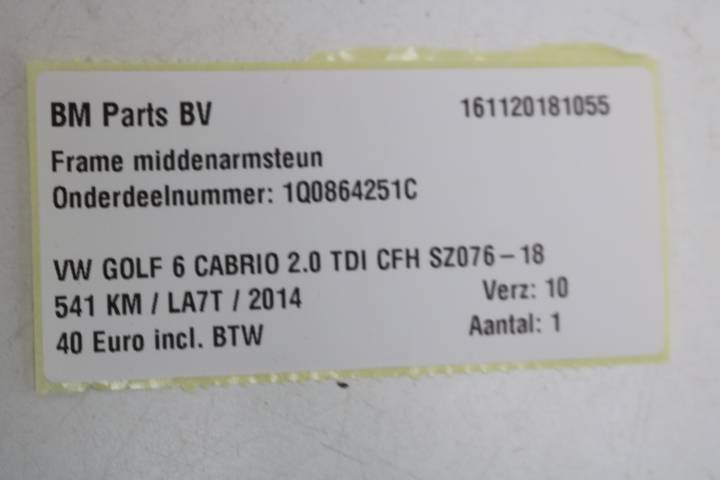 BM Parts BV 161120181055
Frame middenarmsteun
Onderdeelnummer: 1Q0864251C
VW GOLF 6 CABRIO 2.0 TDI CFH SZ076-18
541 KM / LA7T / 2014 Verz: 10
40 Euro incl. BTW Aantal: 1